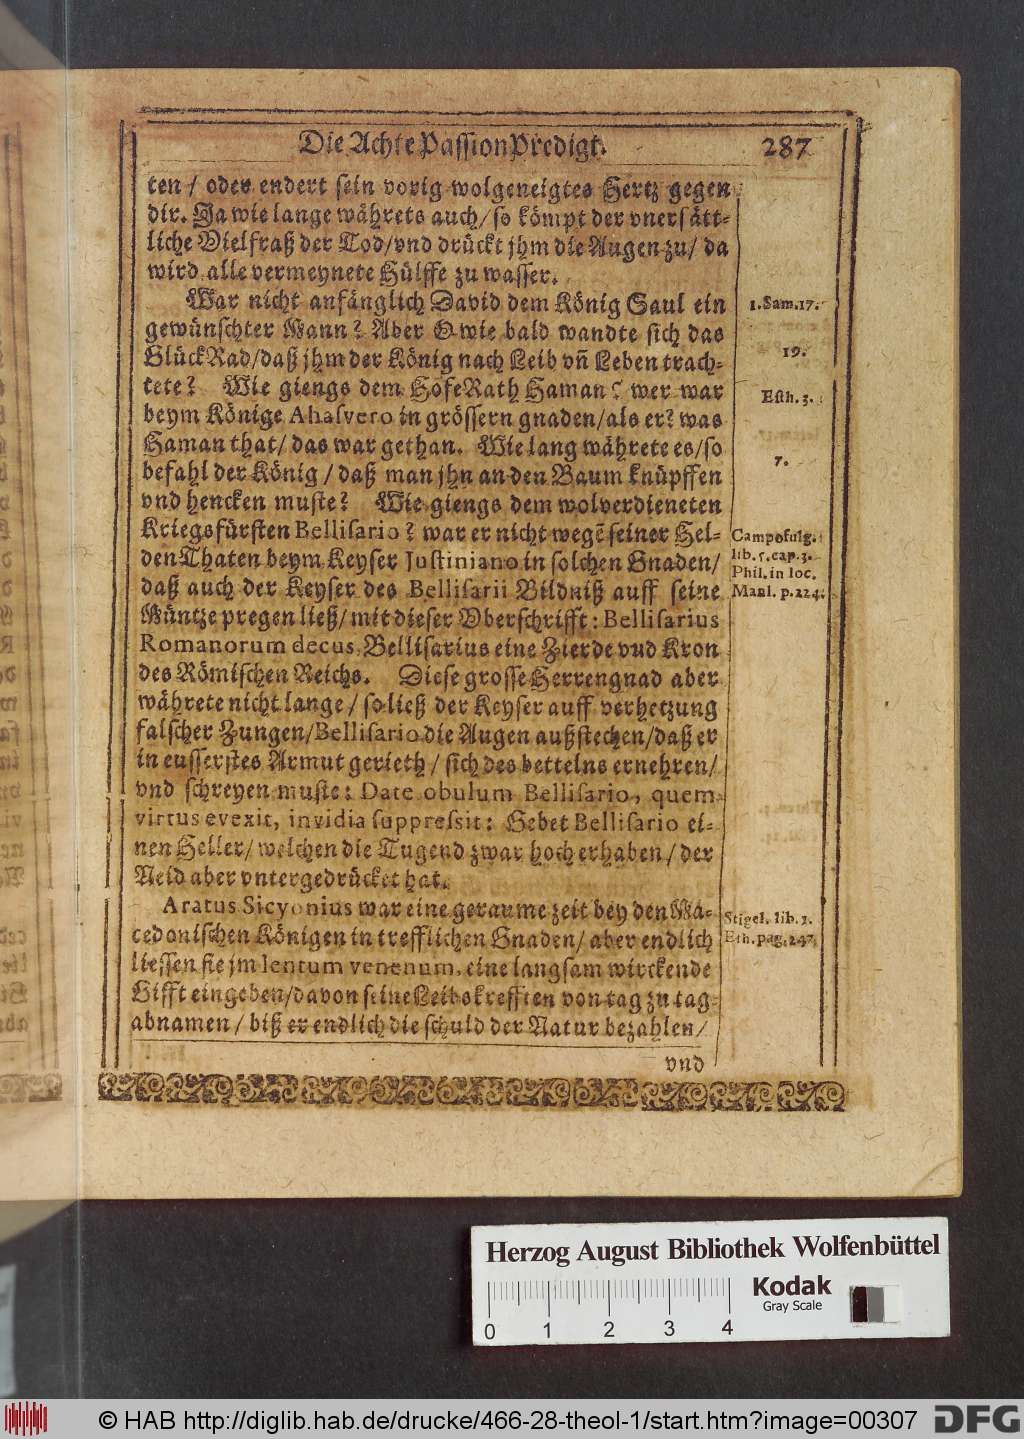 Die Achte PassionPredigt. 287
ten / oder endert sein vorig wolgeneigtes Hertz gegen
dir. Ja wie lange währets auch/ so kömpt der vnersätt-
liche Vielfraß der Tod/vnd drückt jhm die Augen zu/ da
wird alle vermeynete Hülffe zu wasser.
War nicht anfänglich David dem König Saul ein
gewünschter Mann? Aber O wie bald wandte sich das
GlückRad/daß jhm der König nach Leib vñ Leben trach-
tete? Wie giengs dem HofeRath Haman? wer war
beym Könige Ahasvero in grössern gnaden/als er? was
Haman that/ das war gethan. Wie lang währete es/so
befahl der König / daß man jhn an den Baum knüpffen
vnd hencken muste? Wie giengs dem wolverdieneten
Kriegsfürsten Bellisario? war er nicht wegẽ seiner Hel-
den Thaten beym Keyser Justiniano in solchen Gnaden/
daß auch der Keyser des Bellisarii Bildniß auff seine
Müntze pregen ließ/ mit dieser Vberschrifft: Bellisarius
Romanorum decus, Bellisarius eine Zierde vnd Kron
des Römischen Reichs. Diese grosse Herrengnad aber
währete nicht lange / so ließ der Keyser auff verhetzung
falscher Zungen/Bellisario die Augen außstechen/daß er
in eusserstes Armut gerieth / sich des bettelns ernehren/
vnd schreyen muste: Date obulum Bellisario, quem
virtus evexit, invidia suppressit: Gebet Bellisario ei-
nen Heller/ welchen die Tugend zwar hoch erhaben / der
Neid aber vntergedrücket hat.
Aratus Sicyonius war eine geraume zeit bey den Ma-
cedonischen Königen in trefflichen Gnaden/ aber endlich
liessen sie jm lentum venenum, eine langsam wirckende
Gifft eingeben/davon seine Leibskrefften von tag zu tag
abnamen / biß er endlich die schuld der Natur bezahlen/
vnd
1. Sam. 17.
19.
Esth. 3.
7.
Campofulg.
lib. 5. cap. 3.
Phil. in loc.
Manl. p. 224.
Stigel. lib. 2.
Eth. pag. 247.
Herzog August Bibliothek Wolfenbüttel
Kodak
Gray Scale
0 1 2 3 4
© HAB http://diglib.hab.de/drucke/466-28-theol-1/start.htm?image=00307
DFG